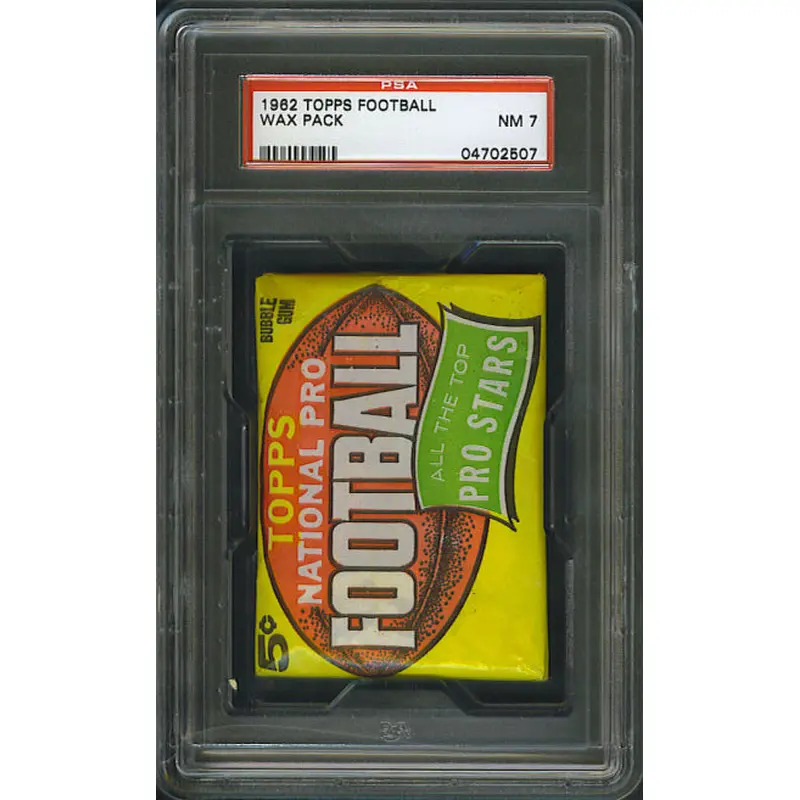 PSA
1962 TOPPS FOOTBALL
WAX PACK
NM 7
04702507
BUBBLE
GUM
TOPPS
NATIONAL PRO
FOOTBALL
ALL THE TOP
PRO STARS
5¢
PSA